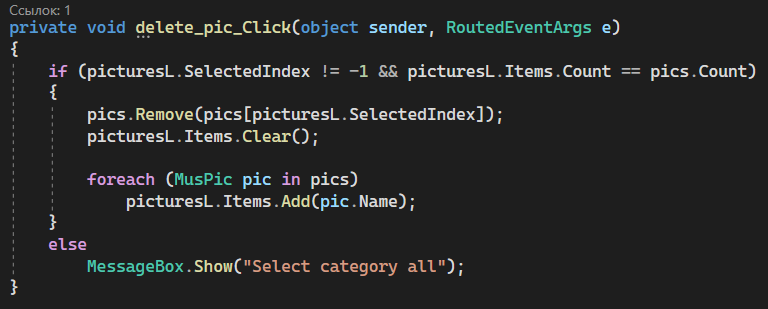 Ссылок: 1
private void delete_pic_Click(object sender, RoutedEventArgs e)
{
if (picturesL.SelectedIndex != -1 && picturesL.Items.Count == pics.Count)
{
pics.Remove(pics[picturesL.SelectedIndex]);
picturesL.Items.Clear();
foreach (MusPic pic in pics)
picturesL.Items.Add(pic.Name);
}
else
MessageBox.Show("Select category all");
}